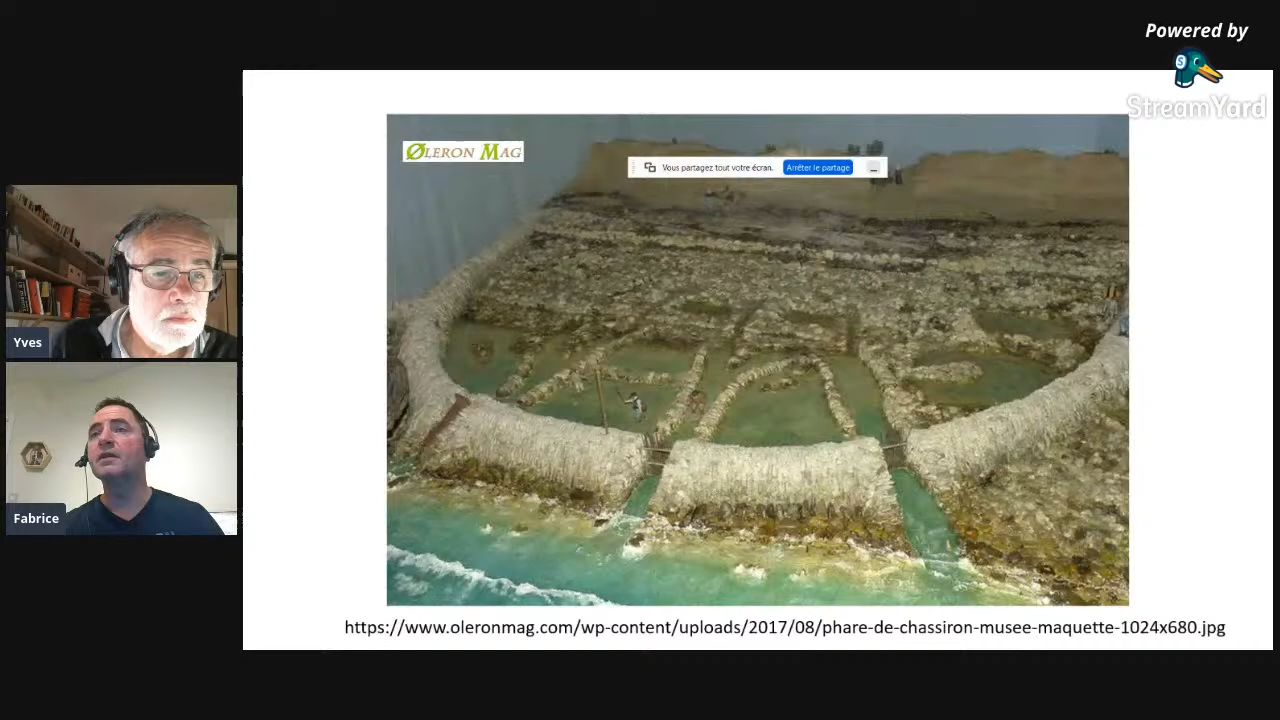 Powered by
StreamYard
ØLERON MAG
Vous partagez tout votre écran. Arrêter le partage
Yves
Fabrice
https://www.oleronmag.com/wp-content/uploads/2017/08/phare-de-chassiron-musee-maquette-1024x680.jpg